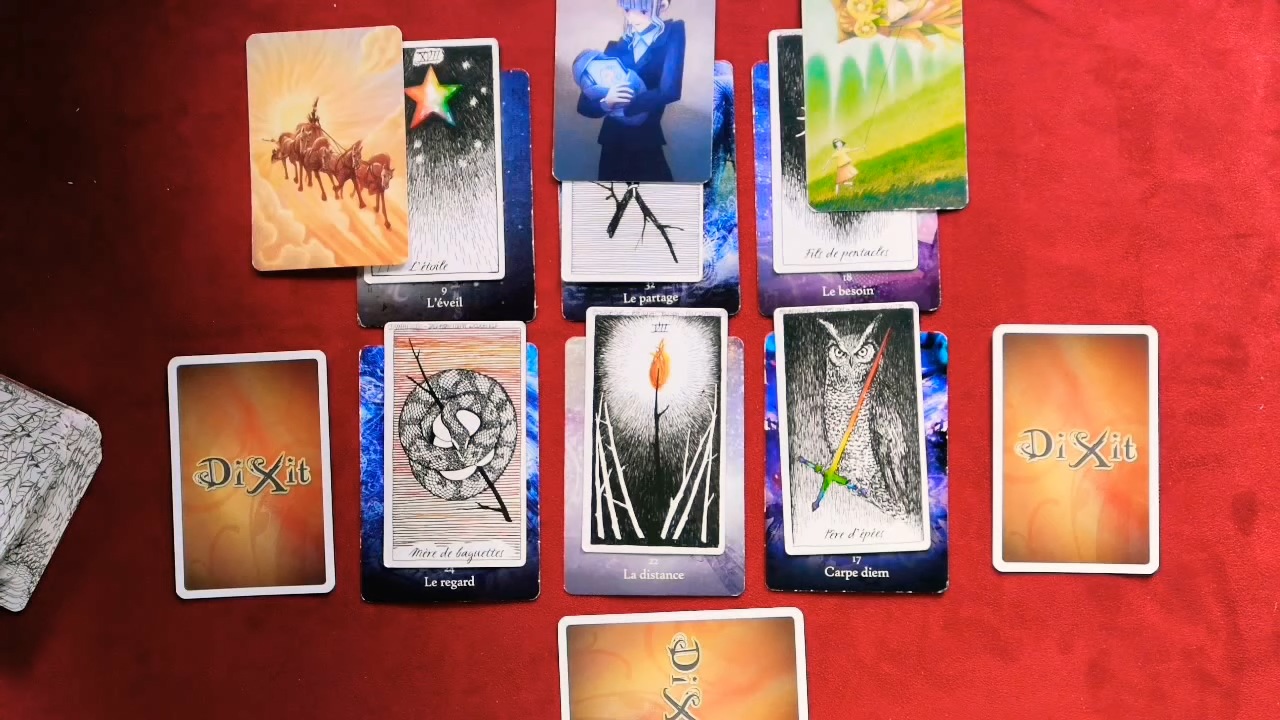 XVII
L'étoile
9
L'éveil
32
Le partage
Fils de pentacles
18
Le besoin
DiXit
Mère de baguettes
24
Le regard
VII
22
La distance
Père d'épées
17
Carpe diem
DiXit
DiXit